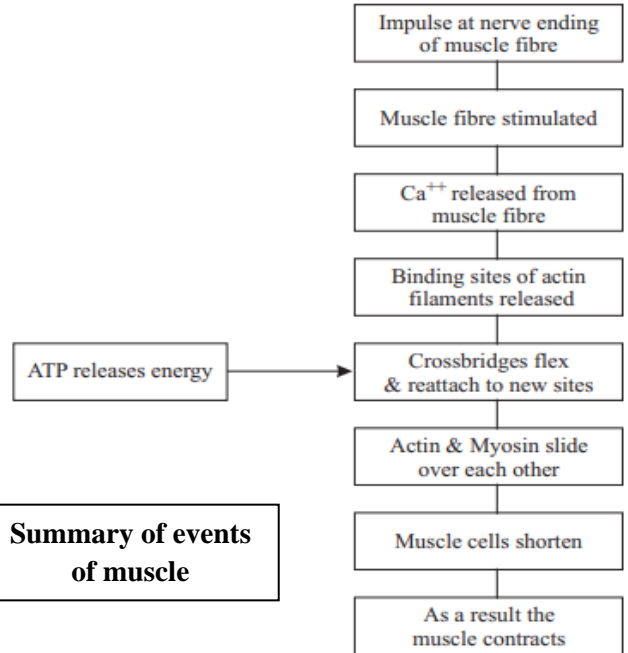 Impulse at nerve ending
of muscle fibre
Muscle fibre stimulated
Ca⁺⁺ released from
muscle fibre
Binding sites of actin
filaments released
ATP releases energy
Crossbridges flex
& reattach to new sites
Actin & Myosin slide
over each other
Summary of events
of muscle
Muscle cells shorten
As a result the
muscle contracts